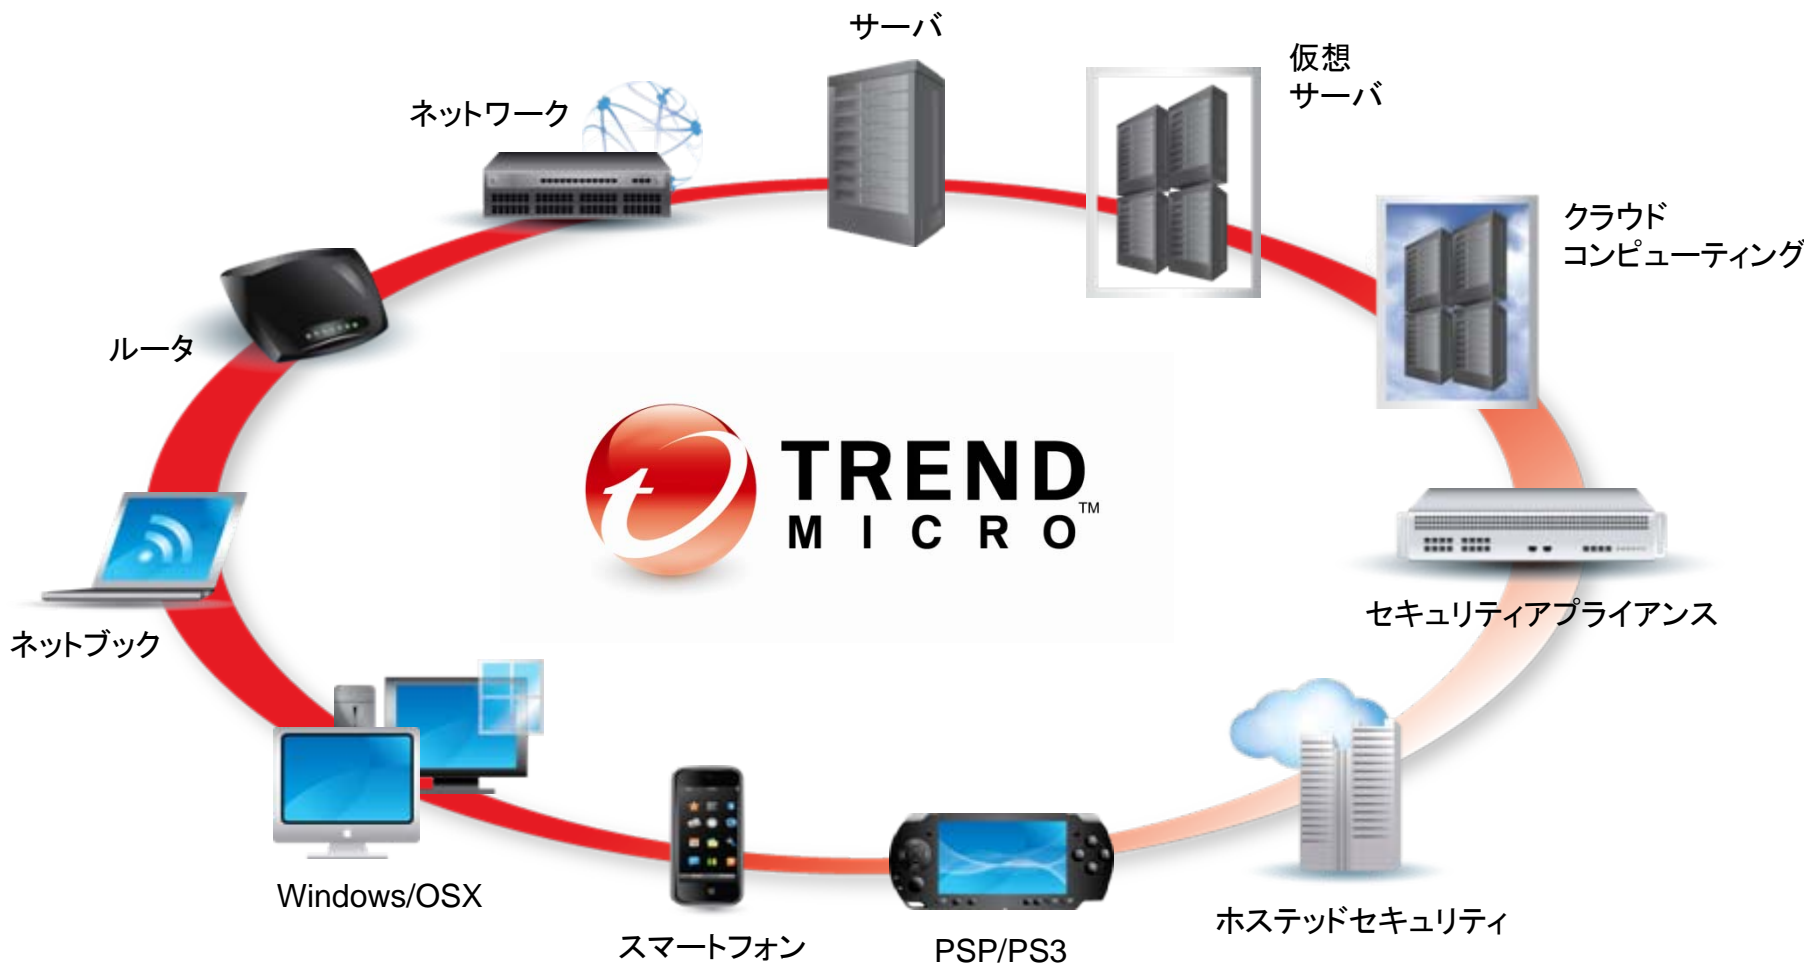 サーバ
仮想
サーバ
ネットワーク
クラウド
コンピューティング
ルータ
TREND
MICRO™
セキュリティアプライアンス
ネットブック
Windows/OSX
スマートフォン
PSP/PS3
ホステッドセキュリティ